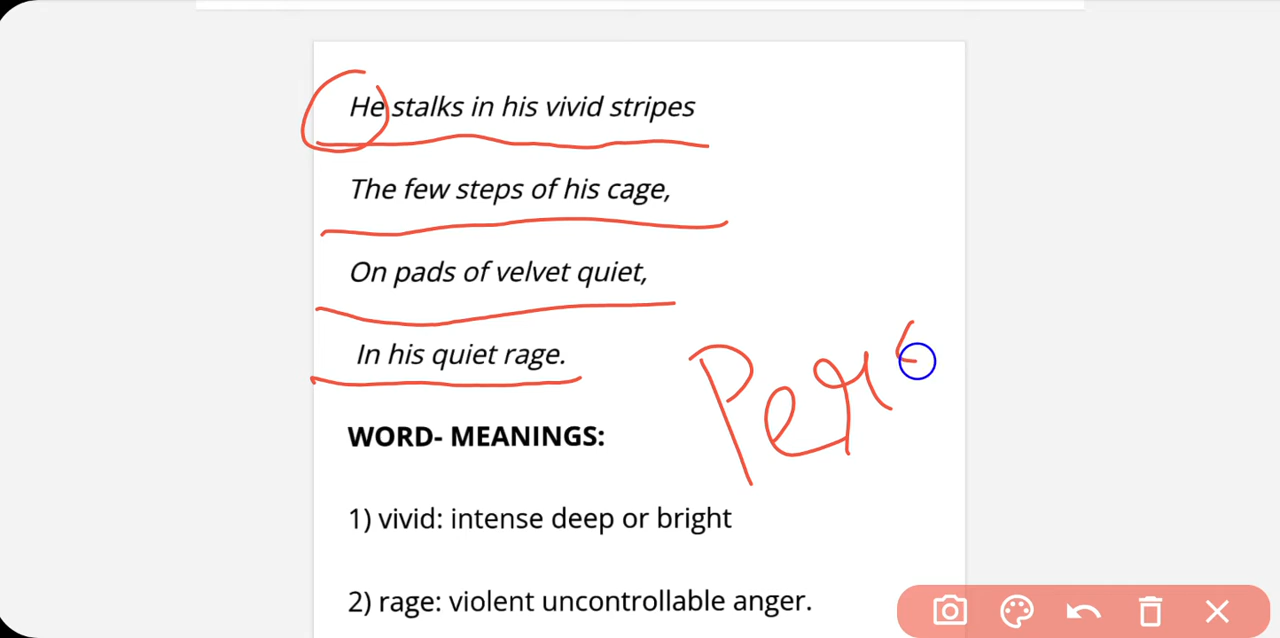 He stalks in his vivid stripes
The few steps of his cage,
On pads of velvet quiet,
In his quiet rage.
WORD- MEANINGS:
1) vivid: intense deep or bright
2) rage: violent uncontrollable anger.